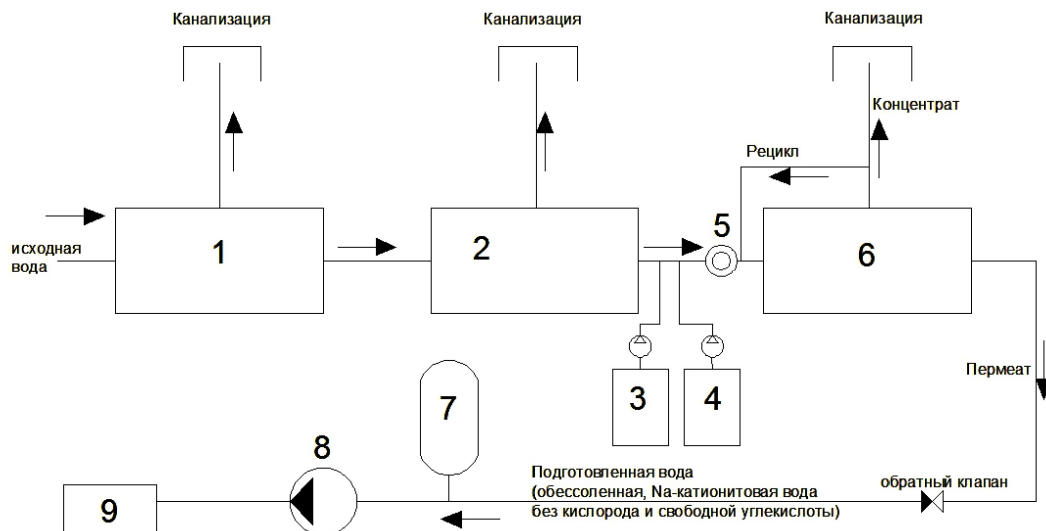 Канализация
Канализация
Канализация
Концентрат
Рецикл
исходная
вода
1
2
5
6
Пермеат
3
4
7
8
9
Подготовленная вода
(обессоленная, Na-катионитовая вода
без кислорода и свободной углекислоты)
обратный клапан